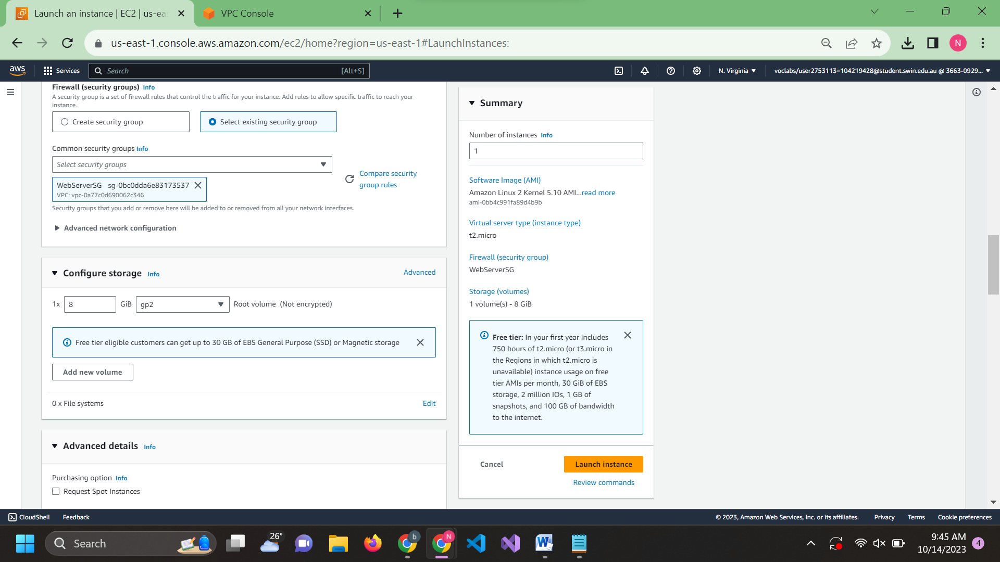 Launch an instance | EC2 | us-eas
VPC Console
us-east-1.console.aws.amazon.com/ec2/home?region=us-east-1#LaunchInstances:
N
aws
Services
Search
[Alt+S]
N. Virginia
voclabs/user2753113=104219428@student.swin.edu.au @ 3663-0929...
Firewall (security groups) Info
A security group is a set of firewall rules that control the traffic for your instance. Add rules to allow specific traffic to reach your
instance.
Create security group
Select existing security group
Common security groups Info
Select security groups
WebServerSG sg-0bc0dda6e83173537
VPC: vpc-0a77c0d690062c346
Compare security
group rules
Security groups that you add or remove here will be added to or removed from all your network interfaces.
Advanced network configuration
Configure storage Info
Advanced
1x 8 GiB gp2 Root volume (Not encrypted)
Free tier eligible customers can get up to 30 GB of EBS General Purpose (SSD) or Magnetic storage
Add new volume
0 x File systems
Edit
Advanced details Info
Purchasing option Info
Request Spot Instances
Summary
Number of instances Info
1
Software Image (AMI)
Amazon Linux 2 Kernel 5.10 AMI...read more
ami-0bb4c991fa89d4b9b
Virtual server type (instance type)
t2.micro
Firewall (security group)
WebServerSG
Storage (volumes)
1 volume(s) - 8 GiB
Free tier: In your first year includes
750 hours of t2.micro (or t3.micro in
the Regions in which t2.micro is
unavailable) instance usage on free
tier AMIs per month, 30 GiB of EBS
storage, 2 million IOs, 1 GB of
snapshots, and 100 GB of bandwidth
to the internet.
Cancel
Launch instance
Review commands
CloudShell
Feedback
© 2023, Amazon Web Services, Inc. or its affiliates.
Privacy
Terms
Cookie preferences
Search
26°
b
N
9:45 AM
10/14/2023
4